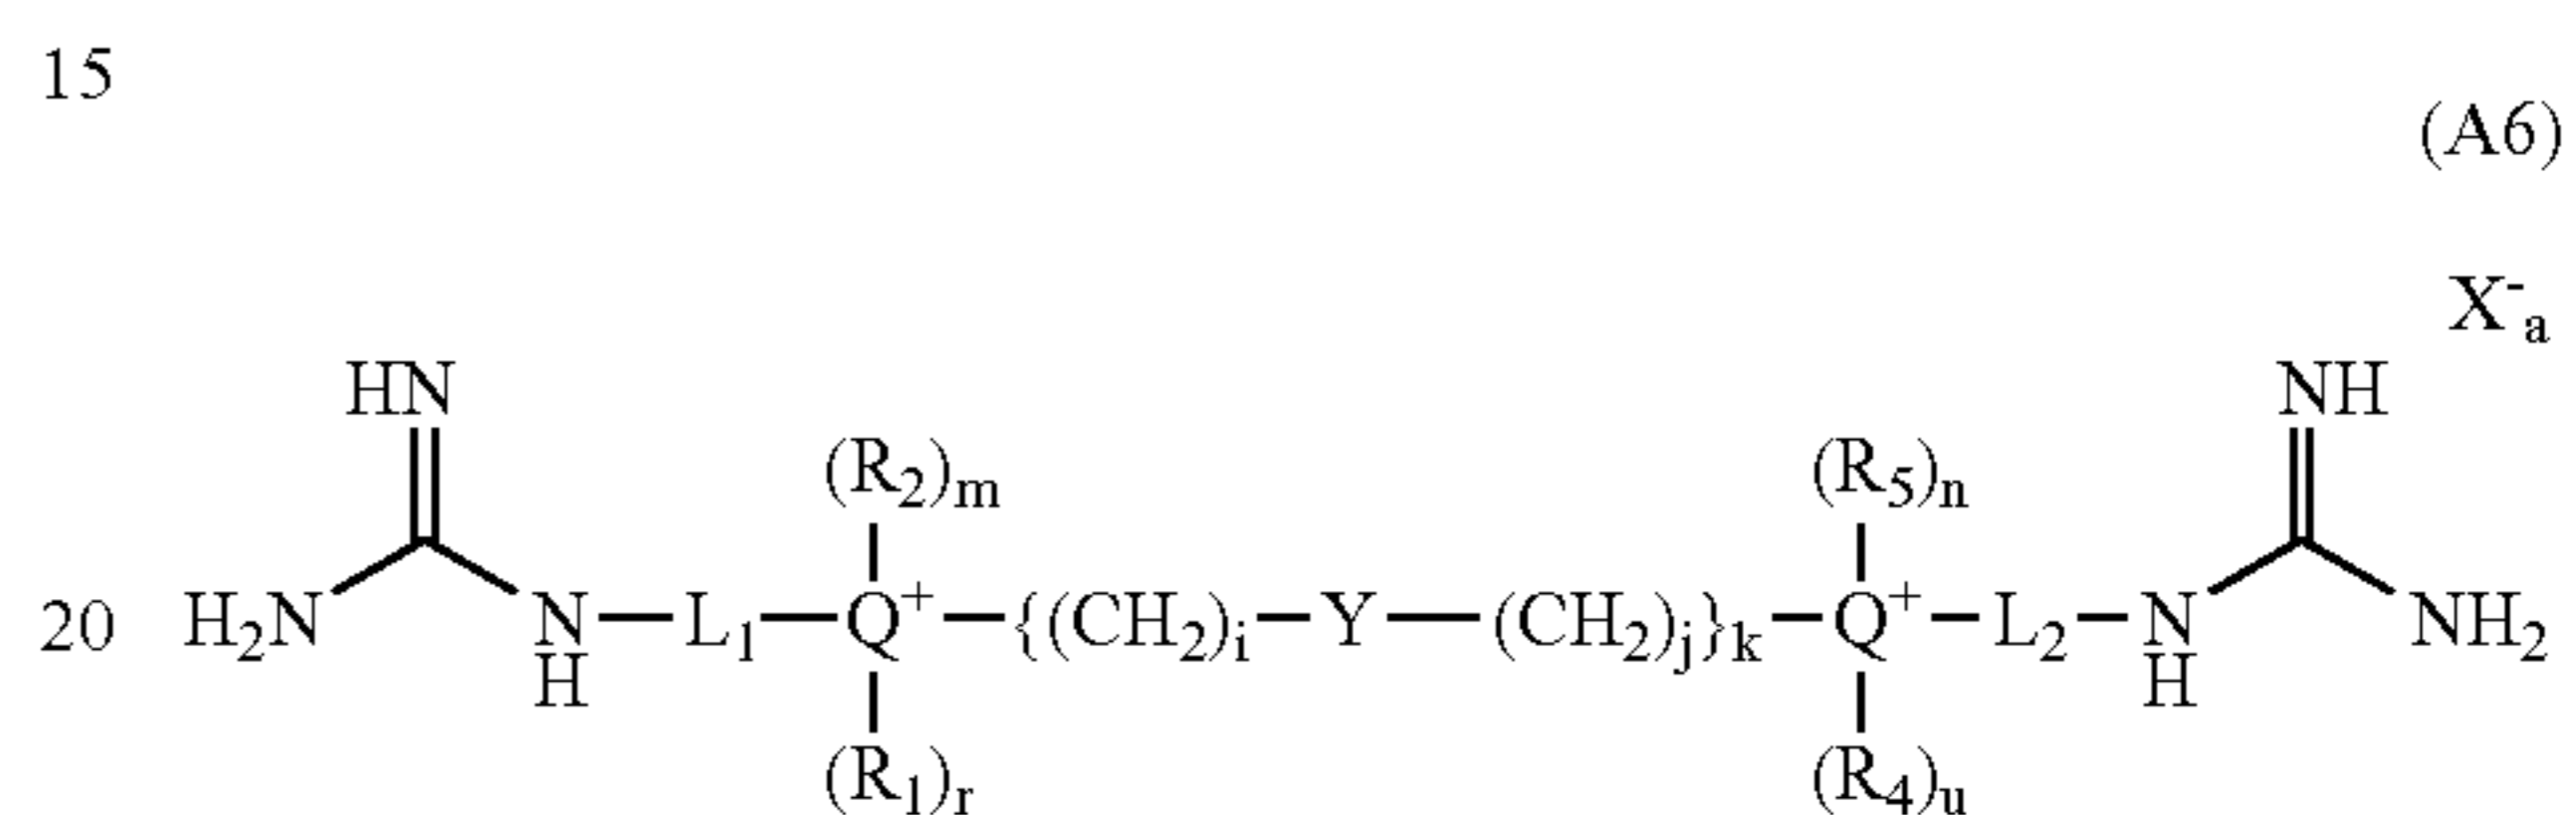 15
(A6)
X⁻ₐ
HN NH
(R₂)ₘ (R₅)ₙ
20 H₂N N L₁ Q⁺ {(CH₂)ᵢ Y (CH₂)ⱼ}ₖ Q⁺ L₂ N NH₂
H H
(R₁)ᵣ (R₄)ᵤ